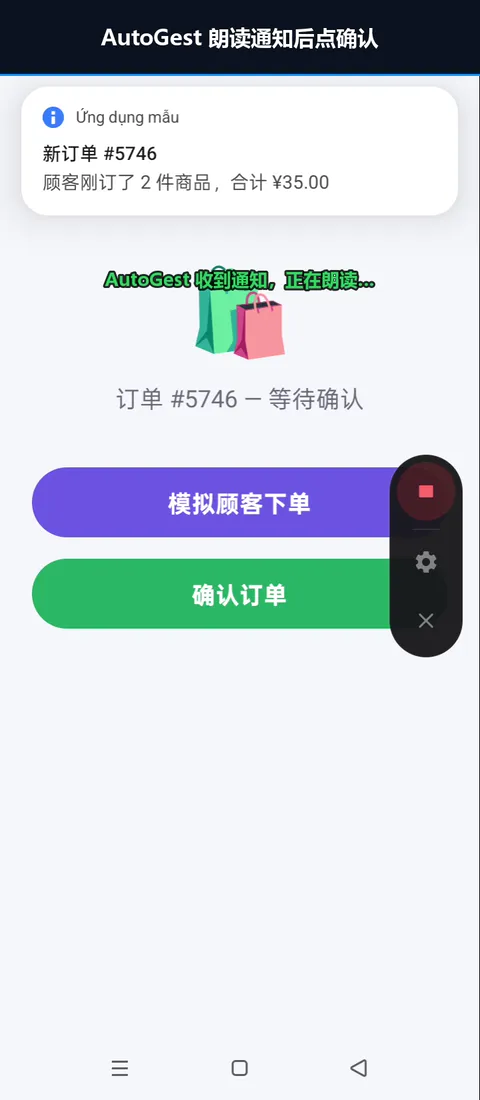 AutoGest 朗读通知后点确认
Ứng dụng mẫu
新订单 #5746
顾客刚订了 2 件商品，合计 ¥35.00
AutoGest 收到通知，正在朗读...
订单 #5746 — 等待确认
模拟顾客下单
确认订单